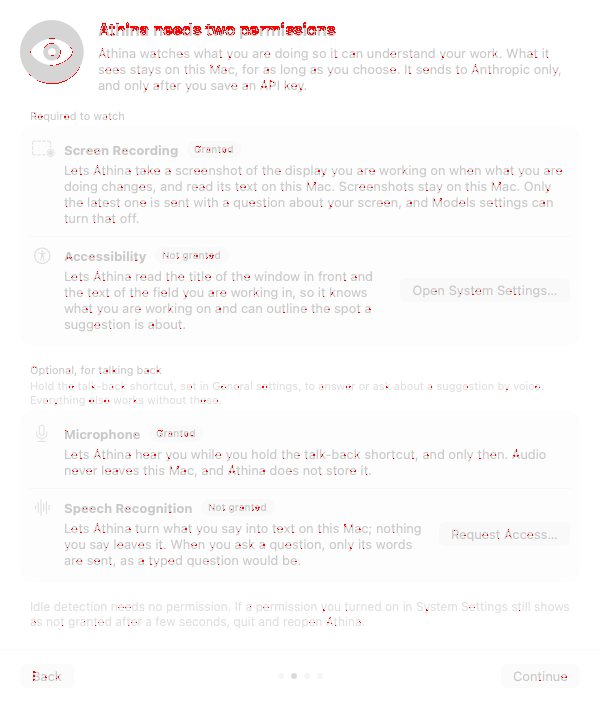 Athina needs two permissions
Athina watches what you are doing so it can understand your work. What it
sees stays on this Mac, for as long as you choose. It sends to Anthropic only,
and only after you save an API key.
Required to watch
Screen Recording Granted
Lets Athina take a screenshot of the display you are working on when what you are
doing changes, and read its text on this Mac. Screenshots stay on this Mac. Only
the latest one is sent with a question about your screen, and Models settings can
turn that off.
Accessibility Not granted
Lets Athina read the title of the window in front and
the text of the field you are working in, so it knows
what you are working on and can outline the spot a
suggestion is about.
Open System Settings...
Optional, for talking back
Hold the talk-back shortcut, set in General settings, to answer or ask about a suggestion by voice.
Everything else works without these.
Microphone Granted
Lets Athina hear you while you hold the talk-back shortcut, and only then. Audio
never leaves this Mac, and Athina does not store it.
Speech Recognition Not granted
Lets Athina turn what you say into text on this Mac; nothing
you say leaves it. When you ask a question, only its words
are sent, as a typed question would be.
Request Access...
Idle detection needs no permission. If a permission you turned on in System Settings still shows
as not granted after a few seconds, quit and reopen Athina.
Back
Continue